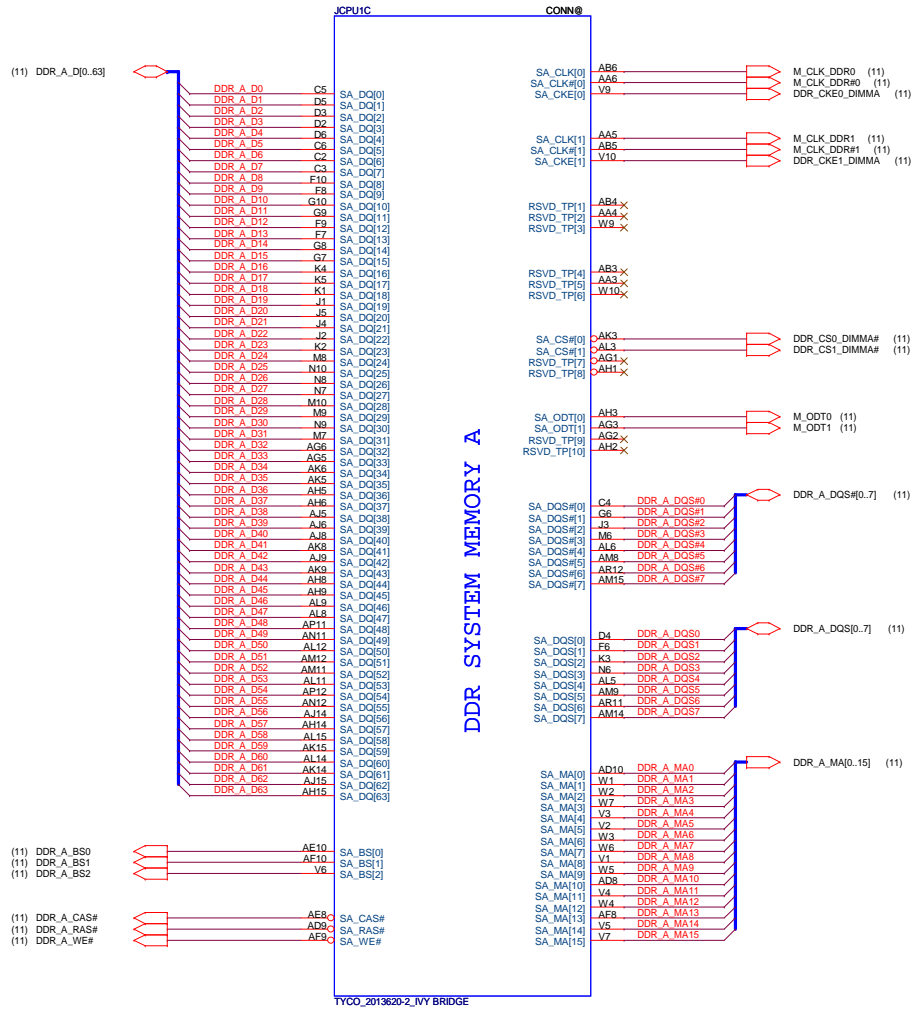 JCPU1C CONN@
(11) DDR_A_D[0..63]
DDR_A_D0 C5 SA_DQ[0]
DDR_A_D1 D5 SA_DQ[1]
DDR_A_D2 D3 SA_DQ[2]
DDR_A_D3 D2 SA_DQ[3]
DDR_A_D4 D6 SA_DQ[4]
DDR_A_D5 C6 SA_DQ[5]
DDR_A_D6 C2 SA_DQ[6]
DDR_A_D7 C3 SA_DQ[7]
DDR_A_D8 F10 SA_DQ[8]
DDR_A_D9 F8 SA_DQ[9]
DDR_A_D10 G10 SA_DQ[10]
DDR_A_D11 G9 SA_DQ[11]
DDR_A_D12 F9 SA_DQ[12]
DDR_A_D13 F7 SA_DQ[13]
DDR_A_D14 G8 SA_DQ[14]
DDR_A_D15 G7 SA_DQ[15]
DDR_A_D16 K4 SA_DQ[16]
DDR_A_D17 K5 SA_DQ[17]
DDR_A_D18 K1 SA_DQ[18]
DDR_A_D19 J1 SA_DQ[19]
DDR_A_D20 J5 SA_DQ[20]
DDR_A_D21 J4 SA_DQ[21]
DDR_A_D22 J2 SA_DQ[22]
DDR_A_D23 K2 SA_DQ[23]
DDR_A_D24 M8 SA_DQ[24]
DDR_A_D25 N10 SA_DQ[25]
DDR_A_D26 N8 SA_DQ[26]
DDR_A_D27 N7 SA_DQ[27]
DDR_A_D28 M10 SA_DQ[28]
DDR_A_D29 M9 SA_DQ[29]
DDR_A_D30 N9 SA_DQ[30]
DDR_A_D31 M7 SA_DQ[31]
DDR_A_D32 AG6 SA_DQ[32]
DDR_A_D33 AG5 SA_DQ[33]
DDR_A_D34 AK6 SA_DQ[34]
DDR_A_D35 AK5 SA_DQ[35]
DDR_A_D36 AH5 SA_DQ[36]
DDR_A_D37 AH6 SA_DQ[37]
DDR_A_D38 AJ5 SA_DQ[38]
DDR_A_D39 AJ6 SA_DQ[39]
DDR_A_D40 AJ8 SA_DQ[40]
DDR_A_D41 AK8 SA_DQ[41]
DDR_A_D42 AJ9 SA_DQ[42]
DDR_A_D43 AK9 SA_DQ[43]
DDR_A_D44 AH8 SA_DQ[44]
DDR_A_D45 AH9 SA_DQ[45]
DDR_A_D46 AL9 SA_DQ[46]
DDR_A_D47 AL8 SA_DQ[47]
DDR_A_D48 AP11 SA_DQ[48]
DDR_A_D49 AN11 SA_DQ[49]
DDR_A_D50 AL12 SA_DQ[50]
DDR_A_D51 AM12 SA_DQ[51]
DDR_A_D52 AM11 SA_DQ[52]
DDR_A_D53 AL11 SA_DQ[53]
DDR_A_D54 AP12 SA_DQ[54]
DDR_A_D55 AN12 SA_DQ[55]
DDR_A_D56 AJ14 SA_DQ[56]
DDR_A_D57 AH14 SA_DQ[57]
DDR_A_D58 AL15 SA_DQ[58]
DDR_A_D59 AK15 SA_DQ[59]
DDR_A_D60 AL14 SA_DQ[60]
DDR_A_D61 AK14 SA_DQ[61]
DDR_A_D62 AJ15 SA_DQ[62]
DDR_A_D63 AH15 SA_DQ[63]
(11) DDR_A_BS0 AE10 SA_BS[0]
(11) DDR_A_BS1 AF10 SA_BS[1]
(11) DDR_A_BS2 V6 SA_BS[2]
(11) DDR_A_CAS# AE8 SA_CAS#
(11) DDR_A_RAS# AD9 SA_RAS#
(11) DDR_A_WE# AF9 SA_WE#
DDR SYSTEM MEMORY A
SA_CLK[0] AB6 M_CLK_DDR0 (11)
SA_CLK#[0] AA6 M_CLK_DDR#0 (11)
SA_CKE[0] V9 DDR_CKE0_DIMMA (11)
SA_CLK[1] AA5 M_CLK_DDR1 (11)
SA_CLK#[1] AB5 M_CLK_DDR#1 (11)
SA_CKE[1] V10 DDR_CKE1_DIMMA (11)
RSVD_TP[1] AB4
RSVD_TP[2] AA4
RSVD_TP[3] W9
RSVD_TP[4] AB3
RSVD_TP[5] AA3
RSVD_TP[6] W10
SA_CS#[0] AK3 DDR_CS0_DIMMA# (11)
SA_CS#[1] AL3 DDR_CS1_DIMMA# (11)
RSVD_TP[7] AG1
RSVD_TP[8] AH1
SA_ODT[0] AH3 M_ODT0 (11)
SA_ODT[1] AG3 M_ODT1 (11)
RSVD_TP[9] AG2
RSVD_TP[10] AH2
DDR_A_DQS#[0..7] (11)
SA_DQS#[0] C4 DDR_A_DQS#0
SA_DQS#[1] G6 DDR_A_DQS#1
SA_DQS#[2] J3 DDR_A_DQS#2
SA_DQS#[3] M6 DDR_A_DQS#3
SA_DQS#[4] AL6 DDR_A_DQS#4
SA_DQS#[5] AM8 DDR_A_DQS#5
SA_DQS#[6] AR12 DDR_A_DQS#6
SA_DQS#[7] AM15 DDR_A_DQS#7
DDR_A_DQS[0..7] (11)
SA_DQS[0] D4 DDR_A_DQS0
SA_DQS[1] F6 DDR_A_DQS1
SA_DQS[2] K3 DDR_A_DQS2
SA_DQS[3] N6 DDR_A_DQS3
SA_DQS[4] AL5 DDR_A_DQS4
SA_DQS[5] AM9 DDR_A_DQS5
SA_DQS[6] AR11 DDR_A_DQS6
SA_DQS[7] AM14 DDR_A_DQS7
DDR_A_MA[0..15] (11)
SA_MA[0] AD10 DDR_A_MA0
SA_MA[1] W1 DDR_A_MA1
SA_MA[2] W2 DDR_A_MA2
SA_MA[3] W7 DDR_A_MA3
SA_MA[4] V3 DDR_A_MA4
SA_MA[5] V2 DDR_A_MA5
SA_MA[6] W3 DDR_A_MA6
SA_MA[7] W6 DDR_A_MA7
SA_MA[8] V1 DDR_A_MA8
SA_MA[9] W5 DDR_A_MA9
SA_MA[10] AD8 DDR_A_MA10
SA_MA[11] V4 DDR_A_MA11
SA_MA[12] W4 DDR_A_MA12
SA_MA[13] AF8 DDR_A_MA13
SA_MA[14] V5 DDR_A_MA14
SA_MA[15] V7 DDR_A_MA15
TYCO_2013620-2_IVY BRIDGE